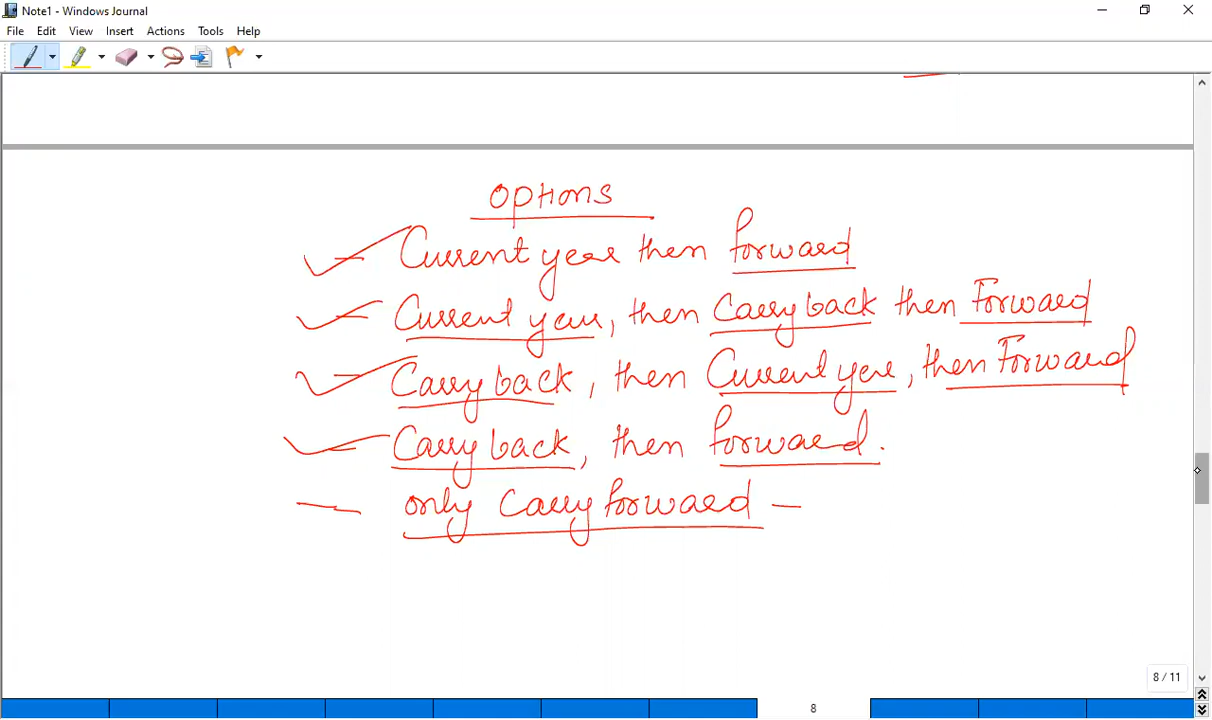 Note1 - Windows Journal
File Edit View Insert Actions Tools Help
Options
Current year then forward
Current year, then Carry back then Forward
Carry back, then Current year, then Forward
Carry back, then forward.
only Carry forward -
8 / 11
8